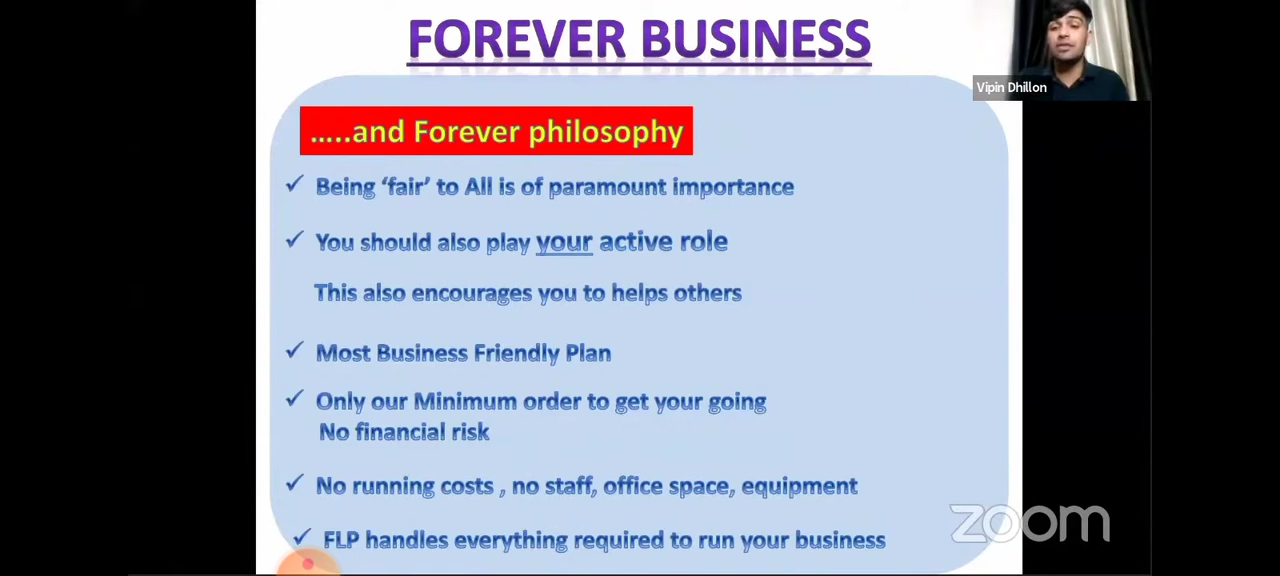 FOREVER BUSINESS
Vipin Dhillon
…..and Forever philosophy
Being ‘fair’ to All is of paramount importance
You should also play your active role
This also encourages you to helps others
Most Business Friendly Plan
Only our Minimum order to get your going
No financial risk
No running costs , no staff, office space, equipment
FLP handles everything required to run your business
zoom